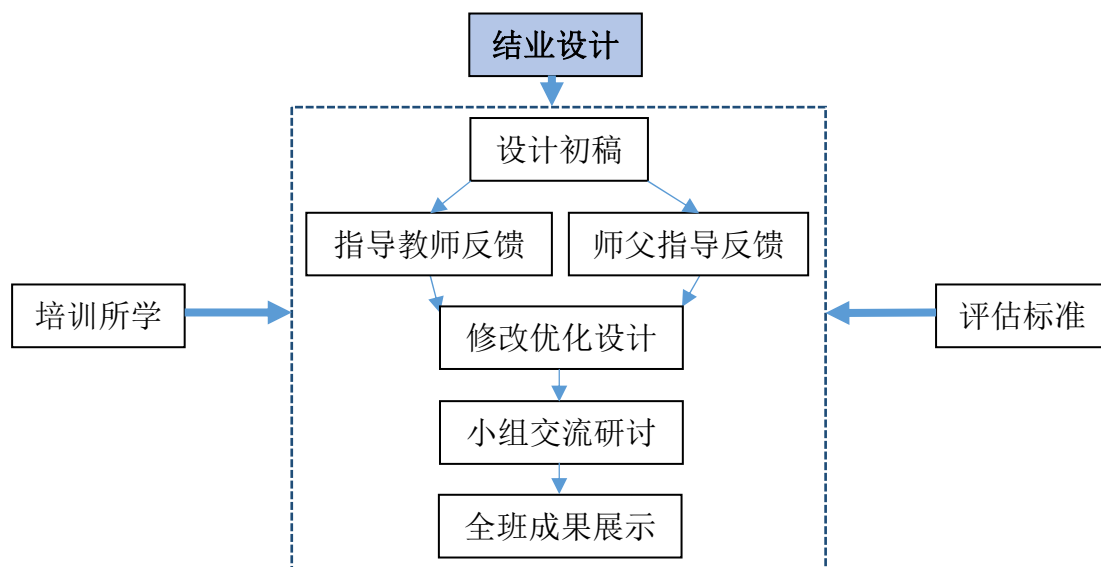 结业设计
设计初稿
指导教师反馈
师父指导反馈
培训所学
评估标准
修改优化设计
小组交流研讨
全班成果展示